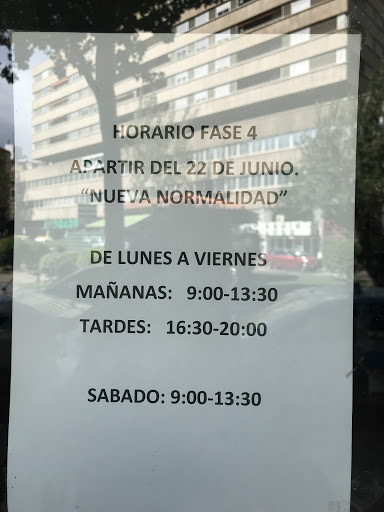 HORARIO FASE 4
APARTIR DEL 22 DE JUNIO.
“NUEVA NORMALIDAD”
DE LUNES A VIERNES
MAÑANAS: 9:00-13:30
TARDES: 16:30-20:00
SABADO: 9:00-13:30